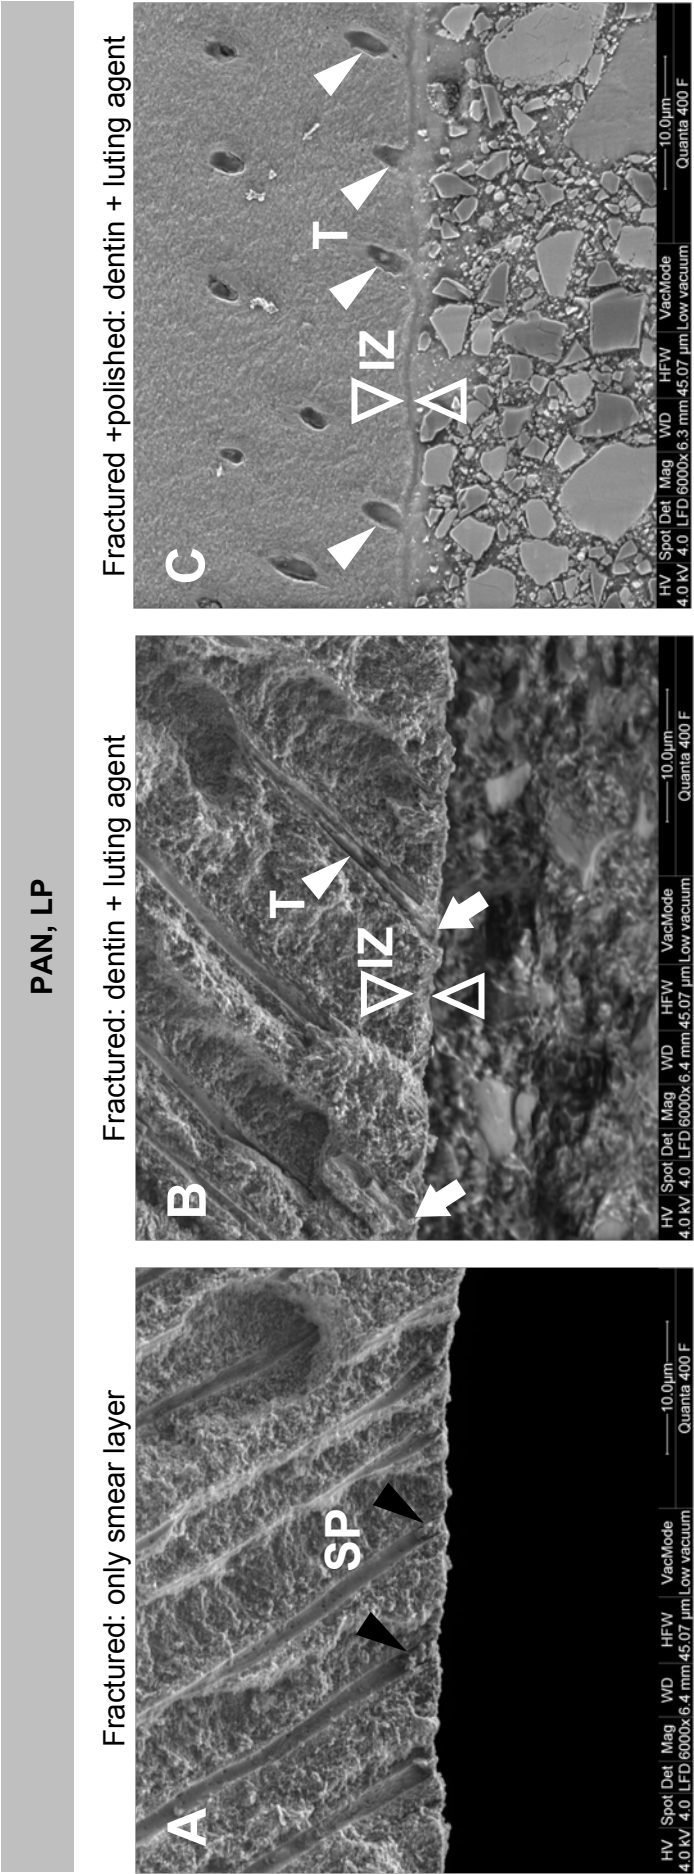 PAN, LP
Fractured: only smear layer
A
SP
HV Spot Det Mag WD HFW VacMode
.0 kV 4.0 LFD 6000x 6.4 mm 45.07 µm Low vacuum
10.0µm
Quanta 400 F
Fractured: dentin + luting agent
B
T
IZ
HV Spot Det Mag WD HFW VacMode
4.0 kV 4.0 LFD 6000x 6.4 mm 45.07 µm Low vacuum
10.0µm
Quanta 400 F
Fractured +polished: dentin + luting agent
C
T
IZ
HV Spot Det Mag WD HFW VacMode
4.0 kV 4.0 LFD 6000x 6.3 mm 45.07 µm Low vacuum
10.0µm
Quanta 400 F